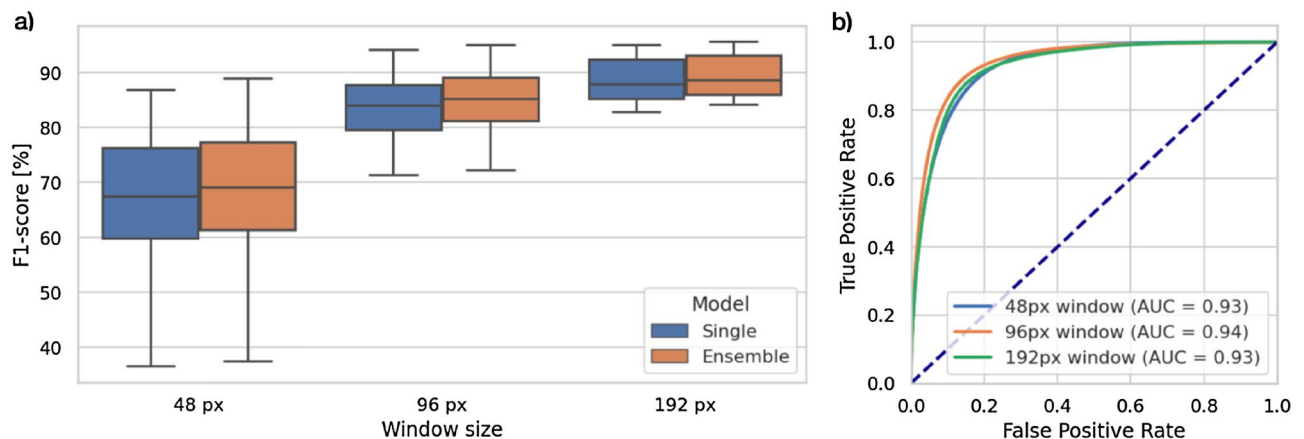 a)
F1-score [%]
90
80
70
60
50
40
48 px
96 px
192 px
Window size
Model
Single
Ensemble
b)
True Positive Rate
1.0
0.8
0.6
0.4
0.2
0.0
0.0
0.2
0.4
0.6
0.8
1.0
False Positive Rate
48px window (AUC = 0.93)
96px window (AUC = 0.94)
192px window (AUC = 0.93)